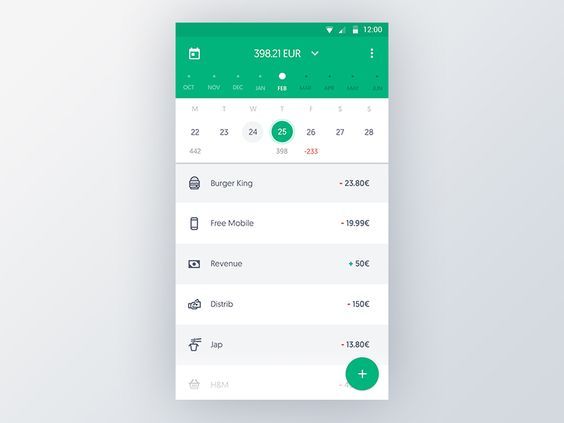 12:00
398.21 EUR
OCT NOV DEC JAN FEB MAR APR MAY JUN
M T W T F S S
22 23 24 25 26 27 28
442 398 -233
Burger King - 23.80€
Free Mobile - 19.99€
Revenue + 50€
Distrib - 150€
Jap - 13.80€
H&M